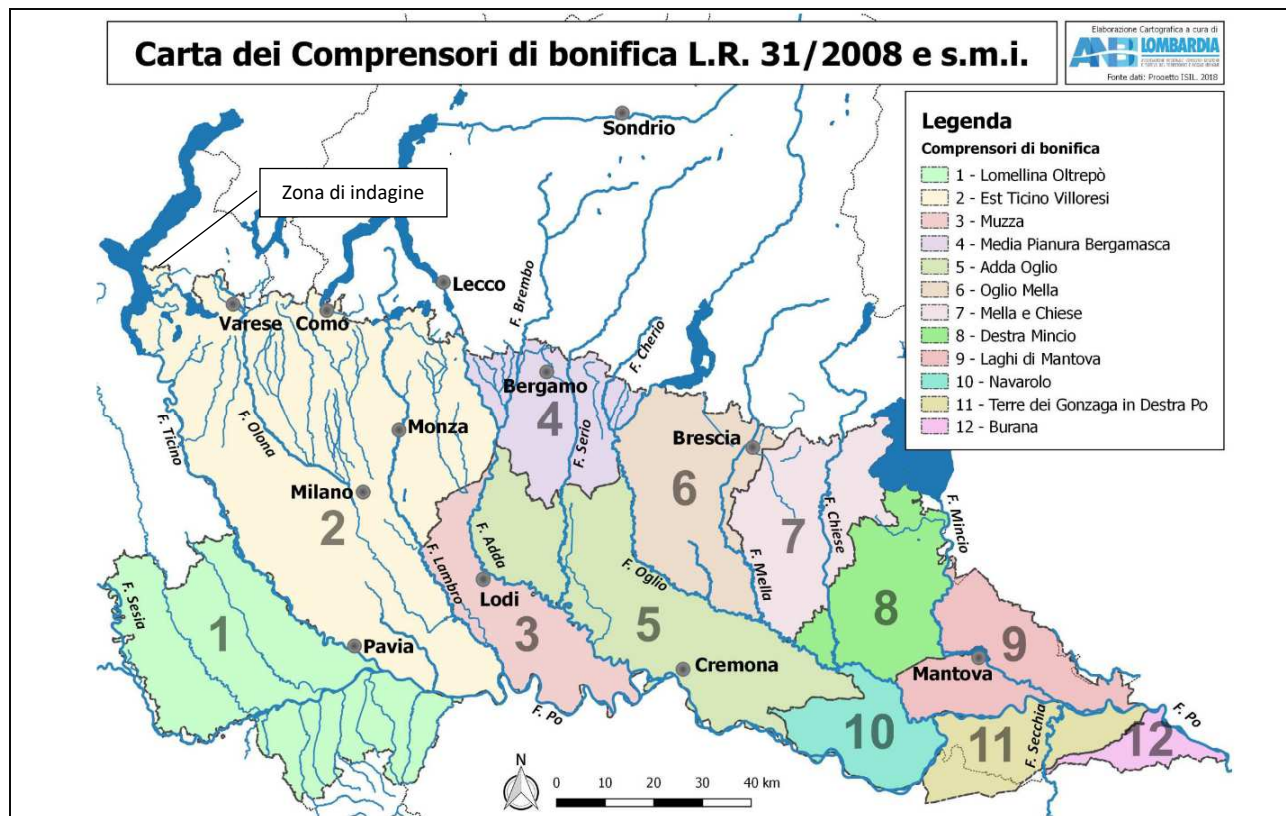 Carta dei Comprensori di bonifica L.R. 31/2008 e s.m.i.
Elaborazione Cartografica a cura di
ANBI LOMBARDIA
Fonte dati: Progetto ISIL. 2018
Legenda
Comprensori di bonifica
1 - Lomellina Oltrepò
2 - Est Ticino Villoresi
3 - Muzza
4 - Media Pianura Bergamasca
5 - Adda Oglio
6 - Oglio Mella
7 - Mella e Chiese
8 - Destra Mincio
9 - Laghi di Mantova
10 - Navarolo
11 - Terre dei Gonzaga in Destra Po
12 - Burana
Sondrio
Zona di indagine
Lecco
Varese
Como
F. Brembo
F. Cherio
Bergamo
4
F. Serio
F. Ticino
F. Olona
Monza
Brescia
Milano
2
6
7
F. Chiese
F. Mincio
F. Adda
F. Lambro
F. Oglio
F. Mella
F. Sesia
1
Lodi
3
5
8
9
Pavia
Cremona
Mantova
F. Po
10
11
F. Secchia
F. Po
12
N
0 10 20 30 40 km